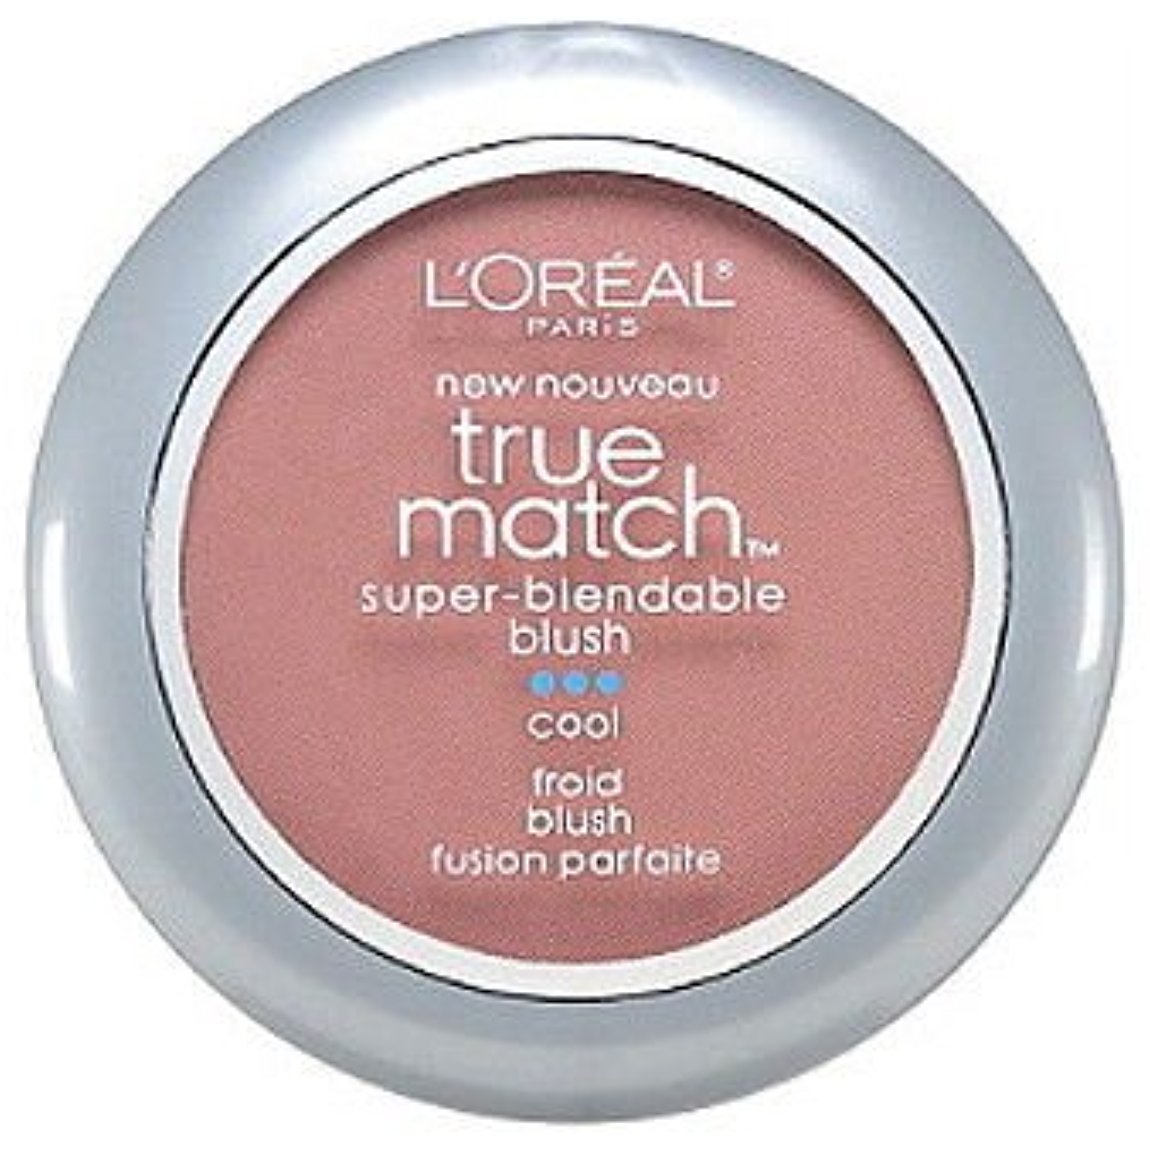 L'ORÉAL®
PARiS
new nouveau
true
match™
super-blendable
blush
cool
froid
blush
fusion parfaite